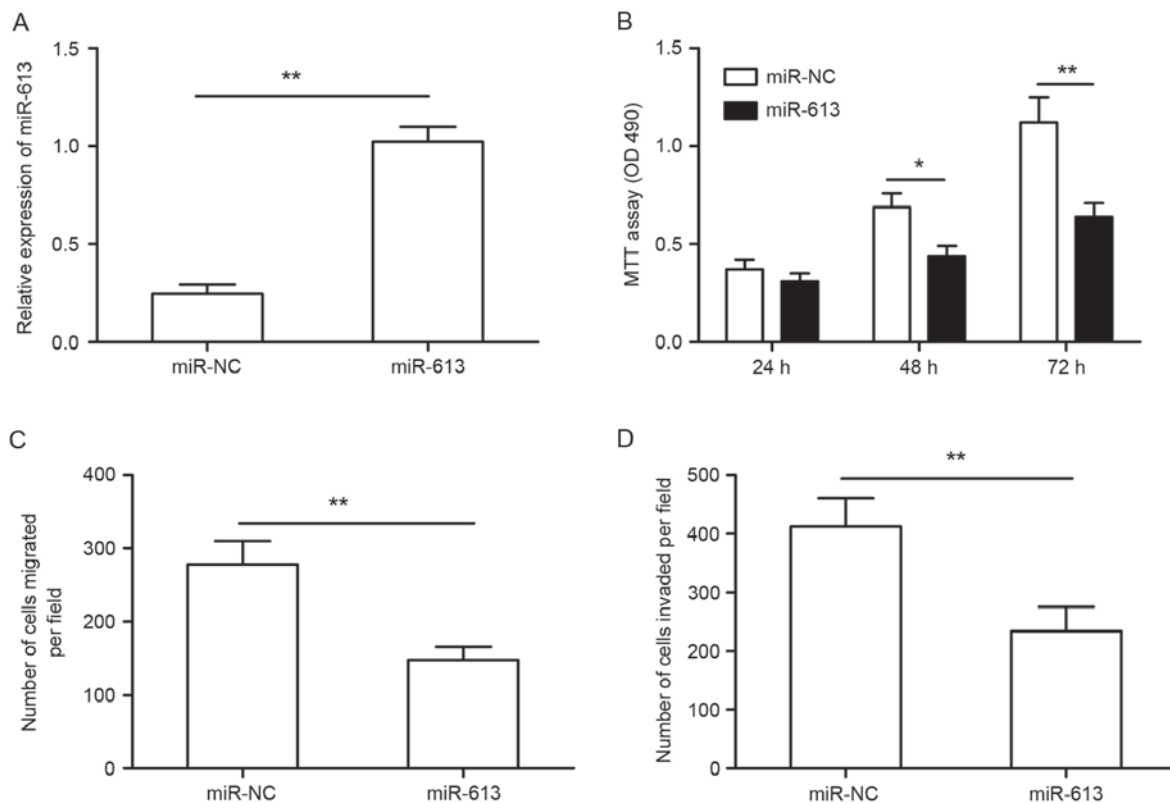 A
Relative expression of miR-613
1.5
1.0
0.5
0.0
**
miR-NC
miR-613
B
MTT assay (OD 490)
1.5
1.0
0.5
0.0
miR-NC
miR-613
*
**
24 h
48 h
72 h
C
Number of cells migrated
per field
400
300
200
100
0
**
miR-NC
miR-613
D
Number of cells invaded per field
500
400
300
200
100
0
**
miR-NC
miR-613